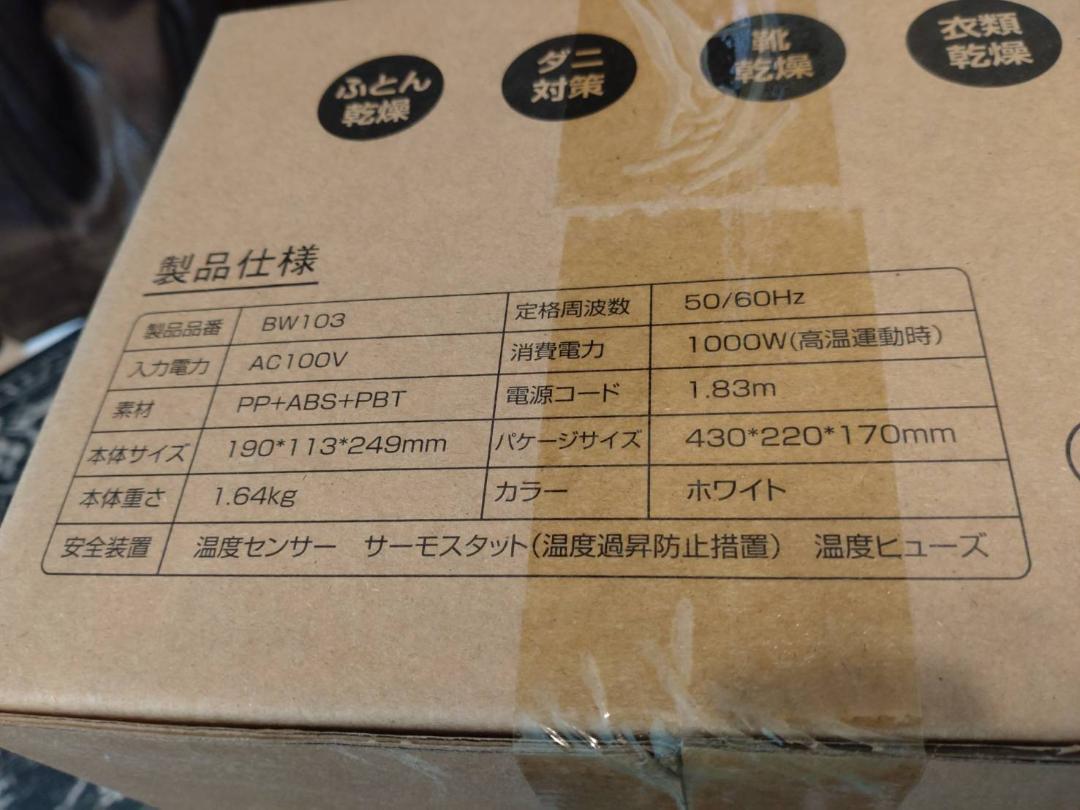 ふとん
乾燥
ダニ
対策
靴
乾燥
衣類
乾燥
製品仕様
製品品番 BW103 定格周波数 50/60Hz
入力電力 AC100V 消費電力 1000W(高温運動時)
素材 PP+ABS+PBT 電源コード 1.83m
本体サイズ 190*113*249mm パケージサイズ 430*220*170mm
本体重さ 1.64kg カラー ホワイト
安全装置 温度センサー サーモスタット(温度過昇防止措置) 温度ヒューズ